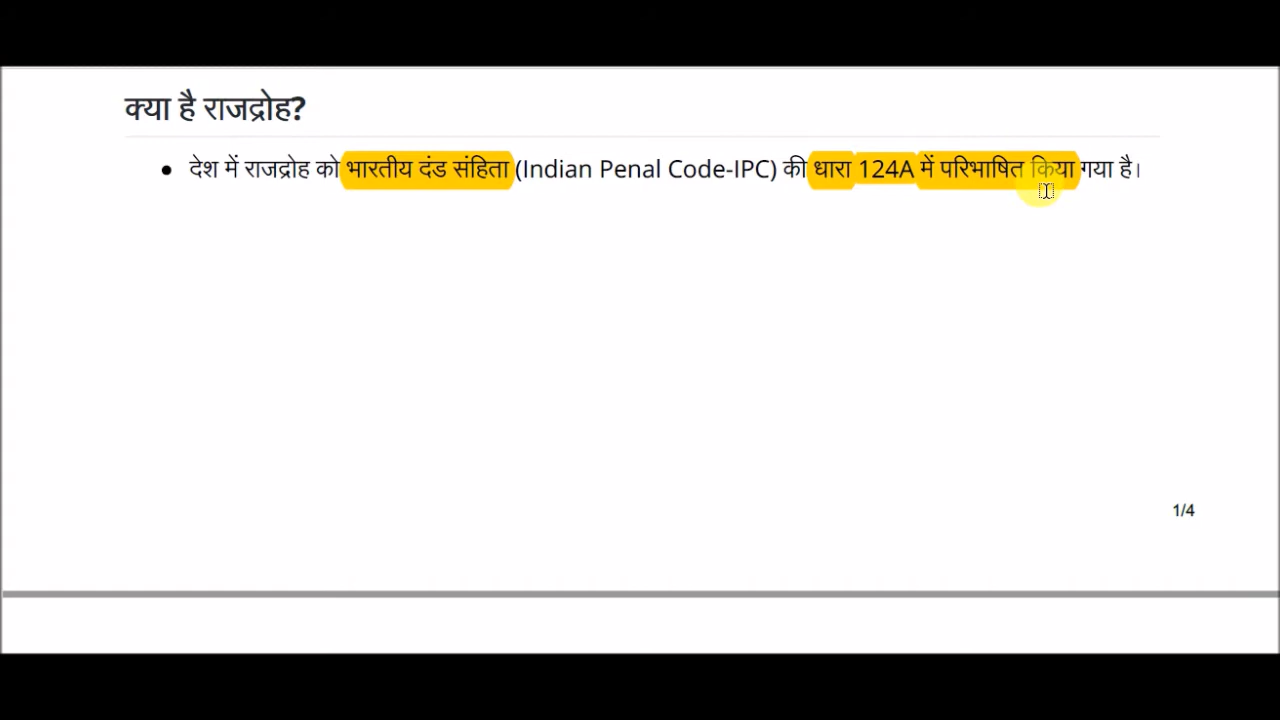 क्या है राजद्रोह?
● देश में राजद्रोह को भारतीय दंड संहिता (Indian Penal Code-IPC) की धारा 124A में परिभाषित किया गया है।
1/4